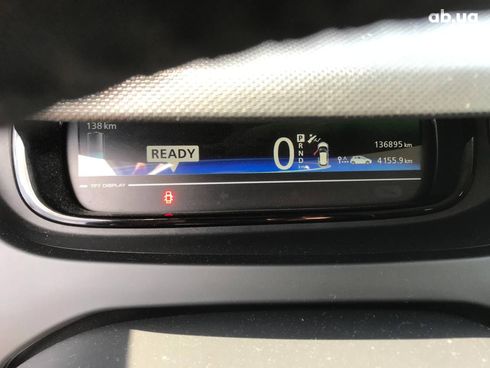 ab.ua
138 km
READY
0
P
R
N
D
136895 km
4155.9 km
TFT DISPLAY